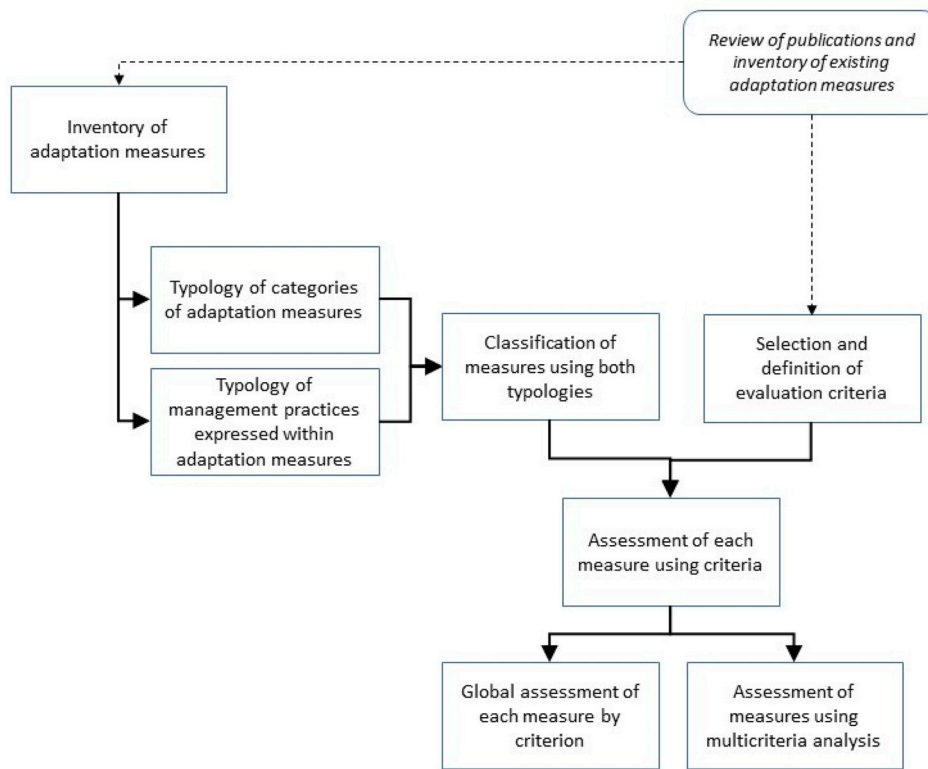 Review of publications and
inventory of existing
adaptation measures
Inventory of
adaptation measures
Typology of categories
of adaptation measures
Typology of
management practices
expressed within
adaptation measures
Classification of
measures using both
typologies
Selection and
definition of
evaluation criteria
Assessment of each
measure using criteria
Global assessment of
each measure by
criterion
Assessment of
measures using
multicriteria analysis